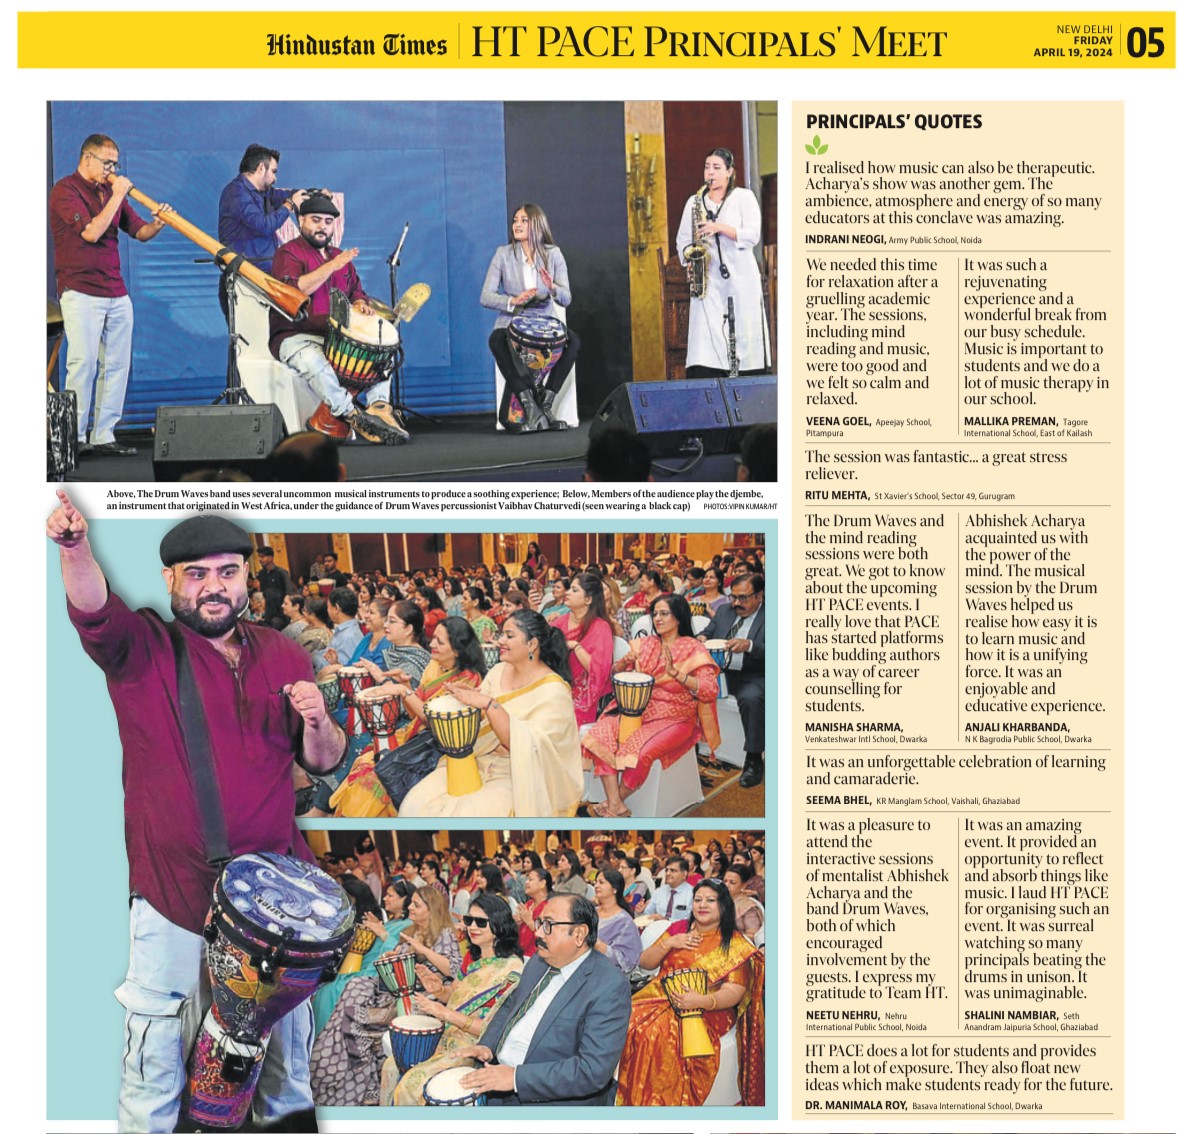 Hindustan Times
HT PACE PRINCIPALS' MEET
NEW DELHI
FRIDAY
APRIL 19, 2024
05
Above, The Drum Waves band uses several uncommon musical instruments to produce a soothing experience; Below, Members of the audience play the djembe,
an instrument that originated in West Africa, under the guidance of Drum Waves percussionist Vaibhav Chaturvedi (seen wearing a black cap)
PHOTOS:VIPIN KUMAR/HT
PRINCIPALS' QUOTES
I realised how music can also be therapeutic.
Acharya's show was another gem. The
ambience, atmosphere and energy of so many
educators at this conclave was amazing.
INDRANI NEOGI, Army Public School, Noida
We needed this time
for relaxation after a
gruelling academic
year. The sessions,
including mind
reading and music,
were too good and
we felt so calm and
relaxed.
VEENA GOEL, Apeejay School,
Pitampura
It was such a
rejuvenating
experience and a
wonderful break from
our busy schedule.
Music is important to
students and we do a
lot of music therapy in
our school.
MALLIKA PREMAN, Tagore
International School, East of Kailash
The session was fantastic... a great stress
reliever.
RITU MEHTA, St Xavier's School, Sector 49, Gurugram
The Drum Waves and
the mind reading
sessions were both
great. We got to know
about the upcoming
HT PACE events. I
really love that PACE
has started platforms
like budding authors
as a way of career
counselling for
students.
MANISHA SHARMA,
Venkateshwar Intl School, Dwarka
Abhishek Acharya
acquainted us with
the power of the
mind. The musical
session by the Drum
Waves helped us
realise how easy it is
to learn music and
how it is a unifying
force. It was an
enjoyable and
educative experience.
ANJALI KHARBANDA,
N K Bagrodia Public School, Dwarka
It was an unforgettable celebration of learning
and camaraderie.
SEEMA BHEL, KR Manglam School, Vaishali, Ghaziabad
It was a pleasure to
attend the
interactive sessions
of mentalist Abhishek
Acharya and the
band Drum Waves,
both of which
encouraged
involvement by the
guests. I express my
gratitude to Team HT.
NEETU NEHRU, Nehru
International Public School, Noida
It was an amazing
event. It provided an
opportunity to reflect
and absorb things like
music. I laud HT PACE
for organising such an
event. It was surreal
watching so many
principals beating the
drums in unison. It
was unimaginable.
SHALINI NAMBIAR, Seth
Anandram Jaipuria School, Ghaziabad
HT PACE does a lot for students and provides
them a lot of exposure. They also float new
ideas which make students ready for the future.
DR. MANIMALA ROY, Basava International School, Dwarka